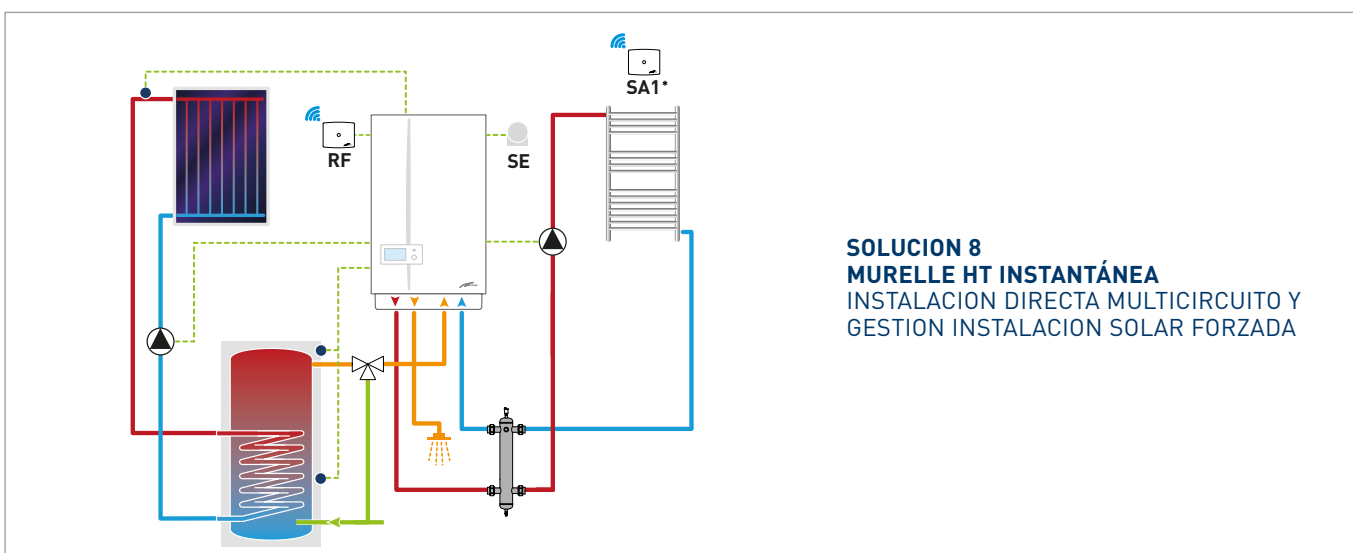 SA1*
RF
SE
SOLUCION 8
MURELLE HT INSTANTÁNEA
INSTALACION DIRECTA MULTICIRCUITO Y
GESTION INSTALACION SOLAR FORZADA